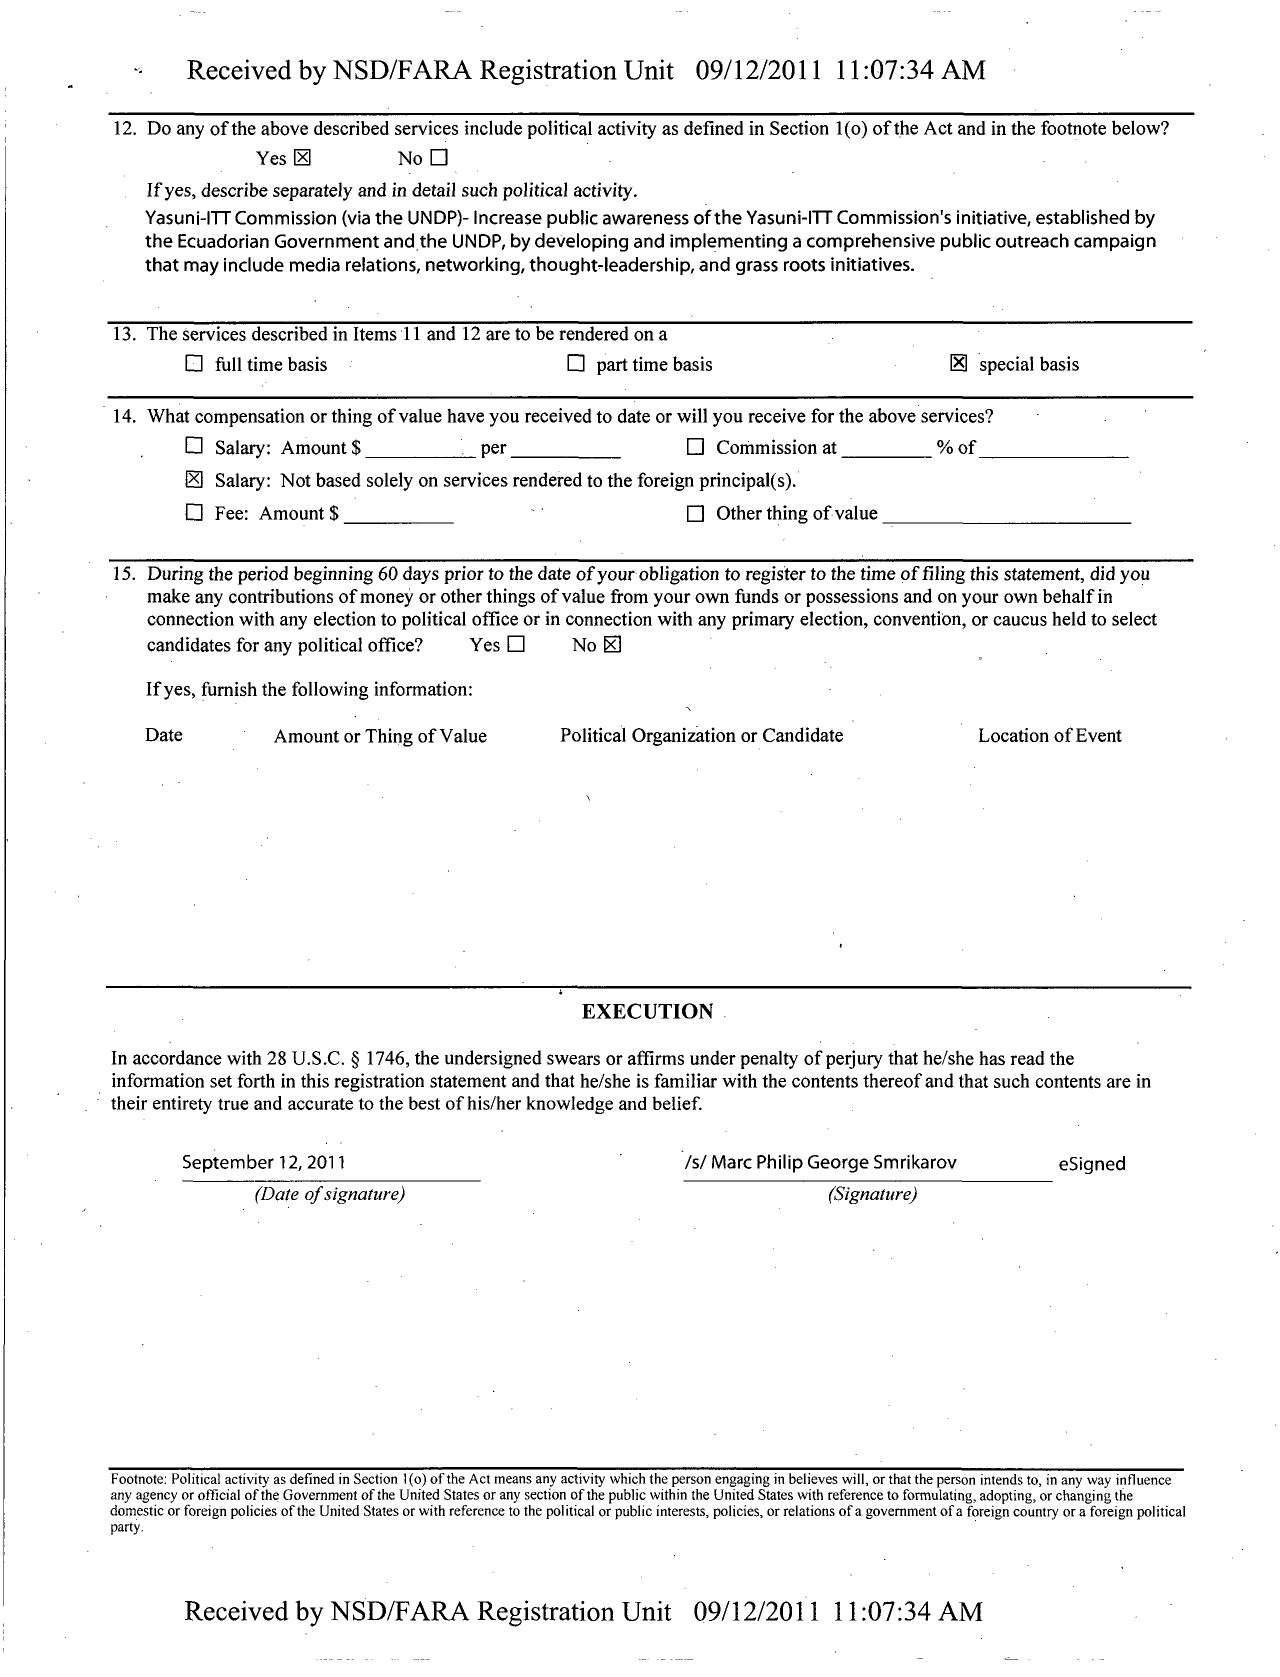 Received by NSD/FARA Registration Unit 09/12/2011 11:07:34 AM
12. Do any of the above described services include political activity as defined in Section 1(o) of the Act and in the footnote below?
Yes ☒ No ☐
If yes, describe separately and in detail such political activity.
Yasuni-ITT Commission (via the UNDP)- Increase public awareness of the Yasuni-ITT Commission's initiative, established by
the Ecuadorian Government and the UNDP, by developing and implementing a comprehensive public outreach campaign
that may include media relations, networking, thought-leadership, and grass roots initiatives.
13. The services described in Items 11 and 12 are to be rendered on a
☐ full time basis ☐ part time basis ☒ special basis
14. What compensation or thing of value have you received to date or will you receive for the above services?
☐ Salary: Amount $ __________ per __________ ☐ Commission at ________ % of ______________
☒ Salary: Not based solely on services rendered to the foreign principal(s).
☐ Fee: Amount $ __________ ☐ Other thing of value ______________________
15. During the period beginning 60 days prior to the date of your obligation to register to the time of filing this statement, did you
make any contributions of money or other things of value from your own funds or possessions and on your own behalf in
connection with any election to political office or in connection with any primary election, convention, or caucus held to select
candidates for any political office? Yes ☐ No ☒
If yes, furnish the following information:
Date Amount or Thing of Value Political Organization or Candidate Location of Event
EXECUTION
In accordance with 28 U.S.C. § 1746, the undersigned swears or affirms under penalty of perjury that he/she has read the
information set forth in this registration statement and that he/she is familiar with the contents thereof and that such contents are in
their entirety true and accurate to the best of his/her knowledge and belief.
September 12, 2011 /s/ Marc Philip George Smrikarov eSigned
(Date of signature) (Signature)
Footnote: Political activity as defined in Section 1(o) of the Act means any activity which the person engaging in believes will, or that the person intends to, in any way influence
any agency or official of the Government of the United States or any section of the public within the United States with reference to formulating, adopting, or changing the
domestic or foreign policies of the United States or with reference to the political or public interests, policies, or relations of a government of a foreign country or a foreign political
party.
Received by NSD/FARA Registration Unit 09/12/2011 11:07:34 AM